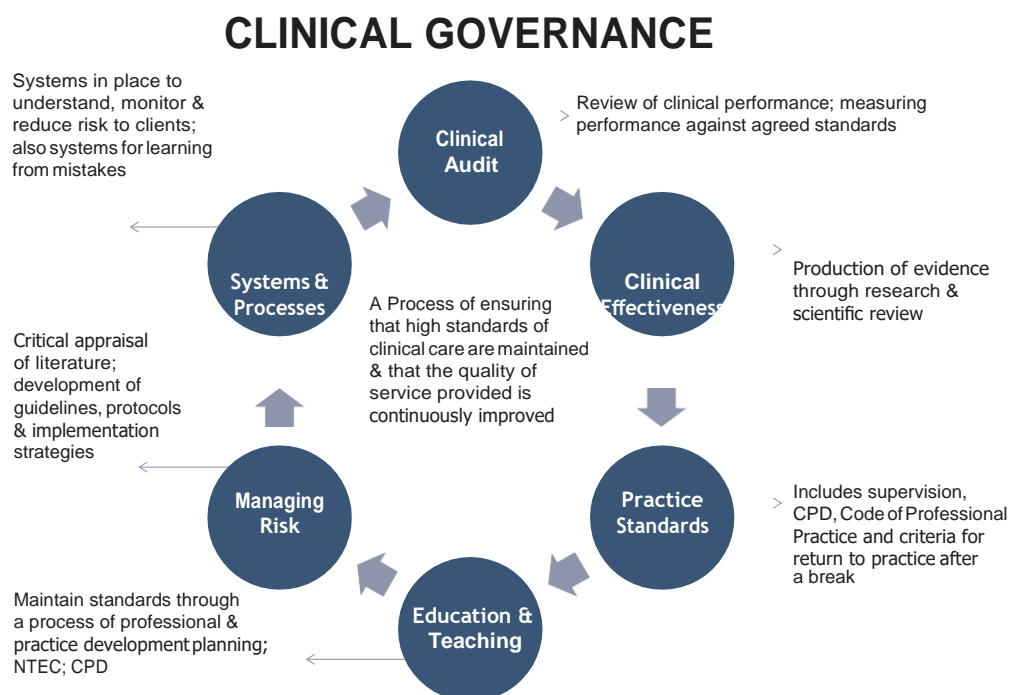 CLINICAL GOVERNANCE
Systems in place to
understand, monitor &
reduce risk to clients;
also systems for learning
from mistakes
Clinical
Audit
Review of clinical performance; measuring
performance against agreed standards
Systems &
Processes
Clinical
Effectiveness
Production of evidence
through research &
scientific review
A Process of ensuring
that high standards of
clinical care are maintained
& that the quality of
service provided is
continuously improved
Critical appraisal
of literature;
development of
guidelines, protocols
& implementation
strategies
Managing
Risk
Practice
Standards
Includes supervision,
CPD, Code of Professional
Practice and criteria for
return to practice after
a break
Education &
Teaching
Maintain standards through
a process of professional &
practice development planning;
NTEC; CPD